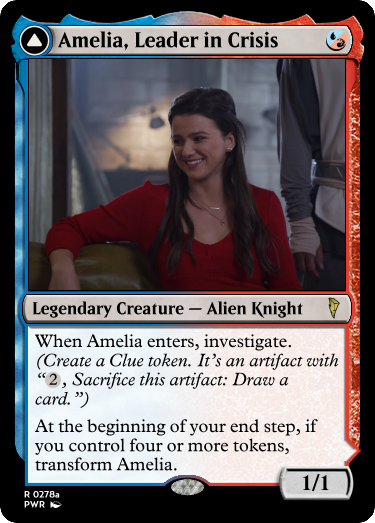 Amelia, Leader in Crisis
Legendary Creature — Alien Knight
When Amelia enters, investigate.
(Create a Clue token. It's an artifact with
“2, Sacrifice this artifact: Draw a
card.”)
At the beginning of your end step, if
you control four or more tokens,
transform Amelia.
1/1
R 0278a
PWR